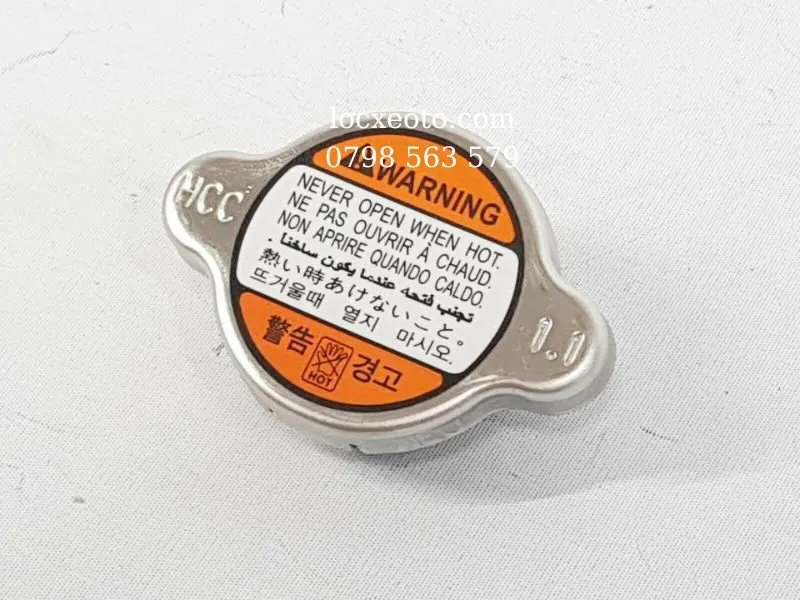 locxeoto.com
0798 563 579
WARNING
HCC
NEVER OPEN WHEN HOT.
NE PAS OUVRIR À CHAUD.
NON APRIRE QUANDO CALDO.
تجنب فتحه عندما يكون ساخنا .
熱い時あけないこと。
뜨거울때 열지 마시오.
1.1
警告 경고
HOT